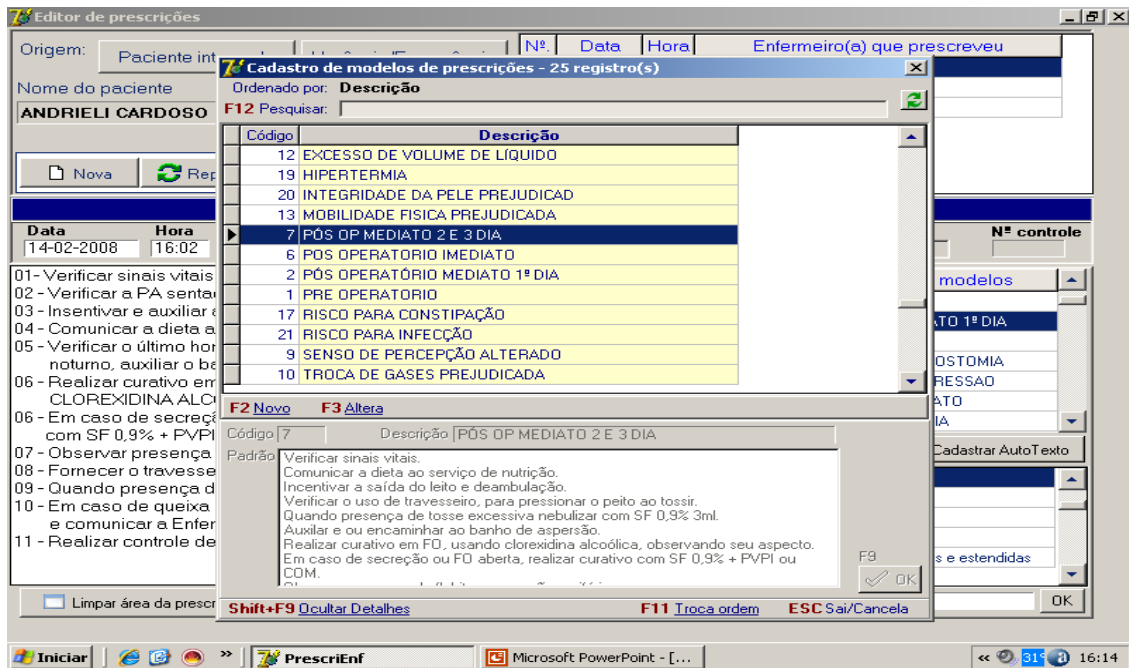 Editor de prescrições
Origem:
Paciente int
Nº. Data Hora Enfermeiro(a) que prescreveu
Nome do paciente
ANDRIELI CARDOSO
Nova
Rep
Data Hora
14-02-2008 16:02
Nº controle
01- Verificar sinais vitais
02 - Verificar a PA senta
03 - Insentivar e auxiliar
04 - Comunicar a dieta a
05 - Verificar o último hor
noturno, auxiliar o ba
06 - Realizar curativo em
CLOREXIDINA ALC
06 - Em caso de secreç
com SF 0,9% + PVPI
07 - Observar presença
08 - Fornecer o travesse
09 - Quando presença d
10 - Em caso de queixa
e comunicar a Enfer
11 - Realizar controle de
Limpar área da prescr
Cadastro de modelos de prescrições - 25 registro(s)
Ordenado por: Descrição
F12 Pesquisar:
Código Descrição
12 EXCESSO DE VOLUME DE LÍQUIDO
19 HIPERTERMIA
20 INTEGRIDADE DA PELE PREJUDICAD
13 MOBILIDADE FISICA PREJUDICADA
7 PÓS OP MEDIATO 2 E 3 DIA
6 POS OPERATORIO IMEDIATO
2 PÓS OPERATÓRIO MEDIATO 1º DIA
1 PRE OPERATORIO
17 RISCO PARA CONSTIPAÇÃO
21 RISCO PARA INFECÇÃO
9 SENSO DE PERCEPÇÃO ALTERADO
10 TROCA DE GASES PREJUDICADA
F2 Novo F3 Altera
Código 7 Descrição PÓS OP MEDIATO 2 E 3 DIA
Padrão Verificar sinais vitais.
Comunicar a dieta ao serviço de nutrição.
Incentivar a saída do leito e deambulação.
Verificar o uso de travesseiro, para pressionar o peito ao tossir.
Quando presença de tosse excessiva nebulizar com SF 0,9% 3ml.
Auxilar e ou encaminhar ao banho de aspersão.
Realizar curativo em FO, usando clorexidina alcoólica, observando seu aspecto.
Em caso de secreção ou FO aberta, realizar curativo com SF 0,9% + PVPI ou
COM.
F9
OK
Shift+F9 Ocultar Detalhes F11 Troca ordem ESC Sai/Cancela
modelos
TO 1º DIA
OSTOMIA
RESSAO
ATO
IA
Cadastrar AutoTexto
s e estendidas
OK
Iniciar
»
PrescriEnf
Microsoft PowerPoint - [...
«
16:14